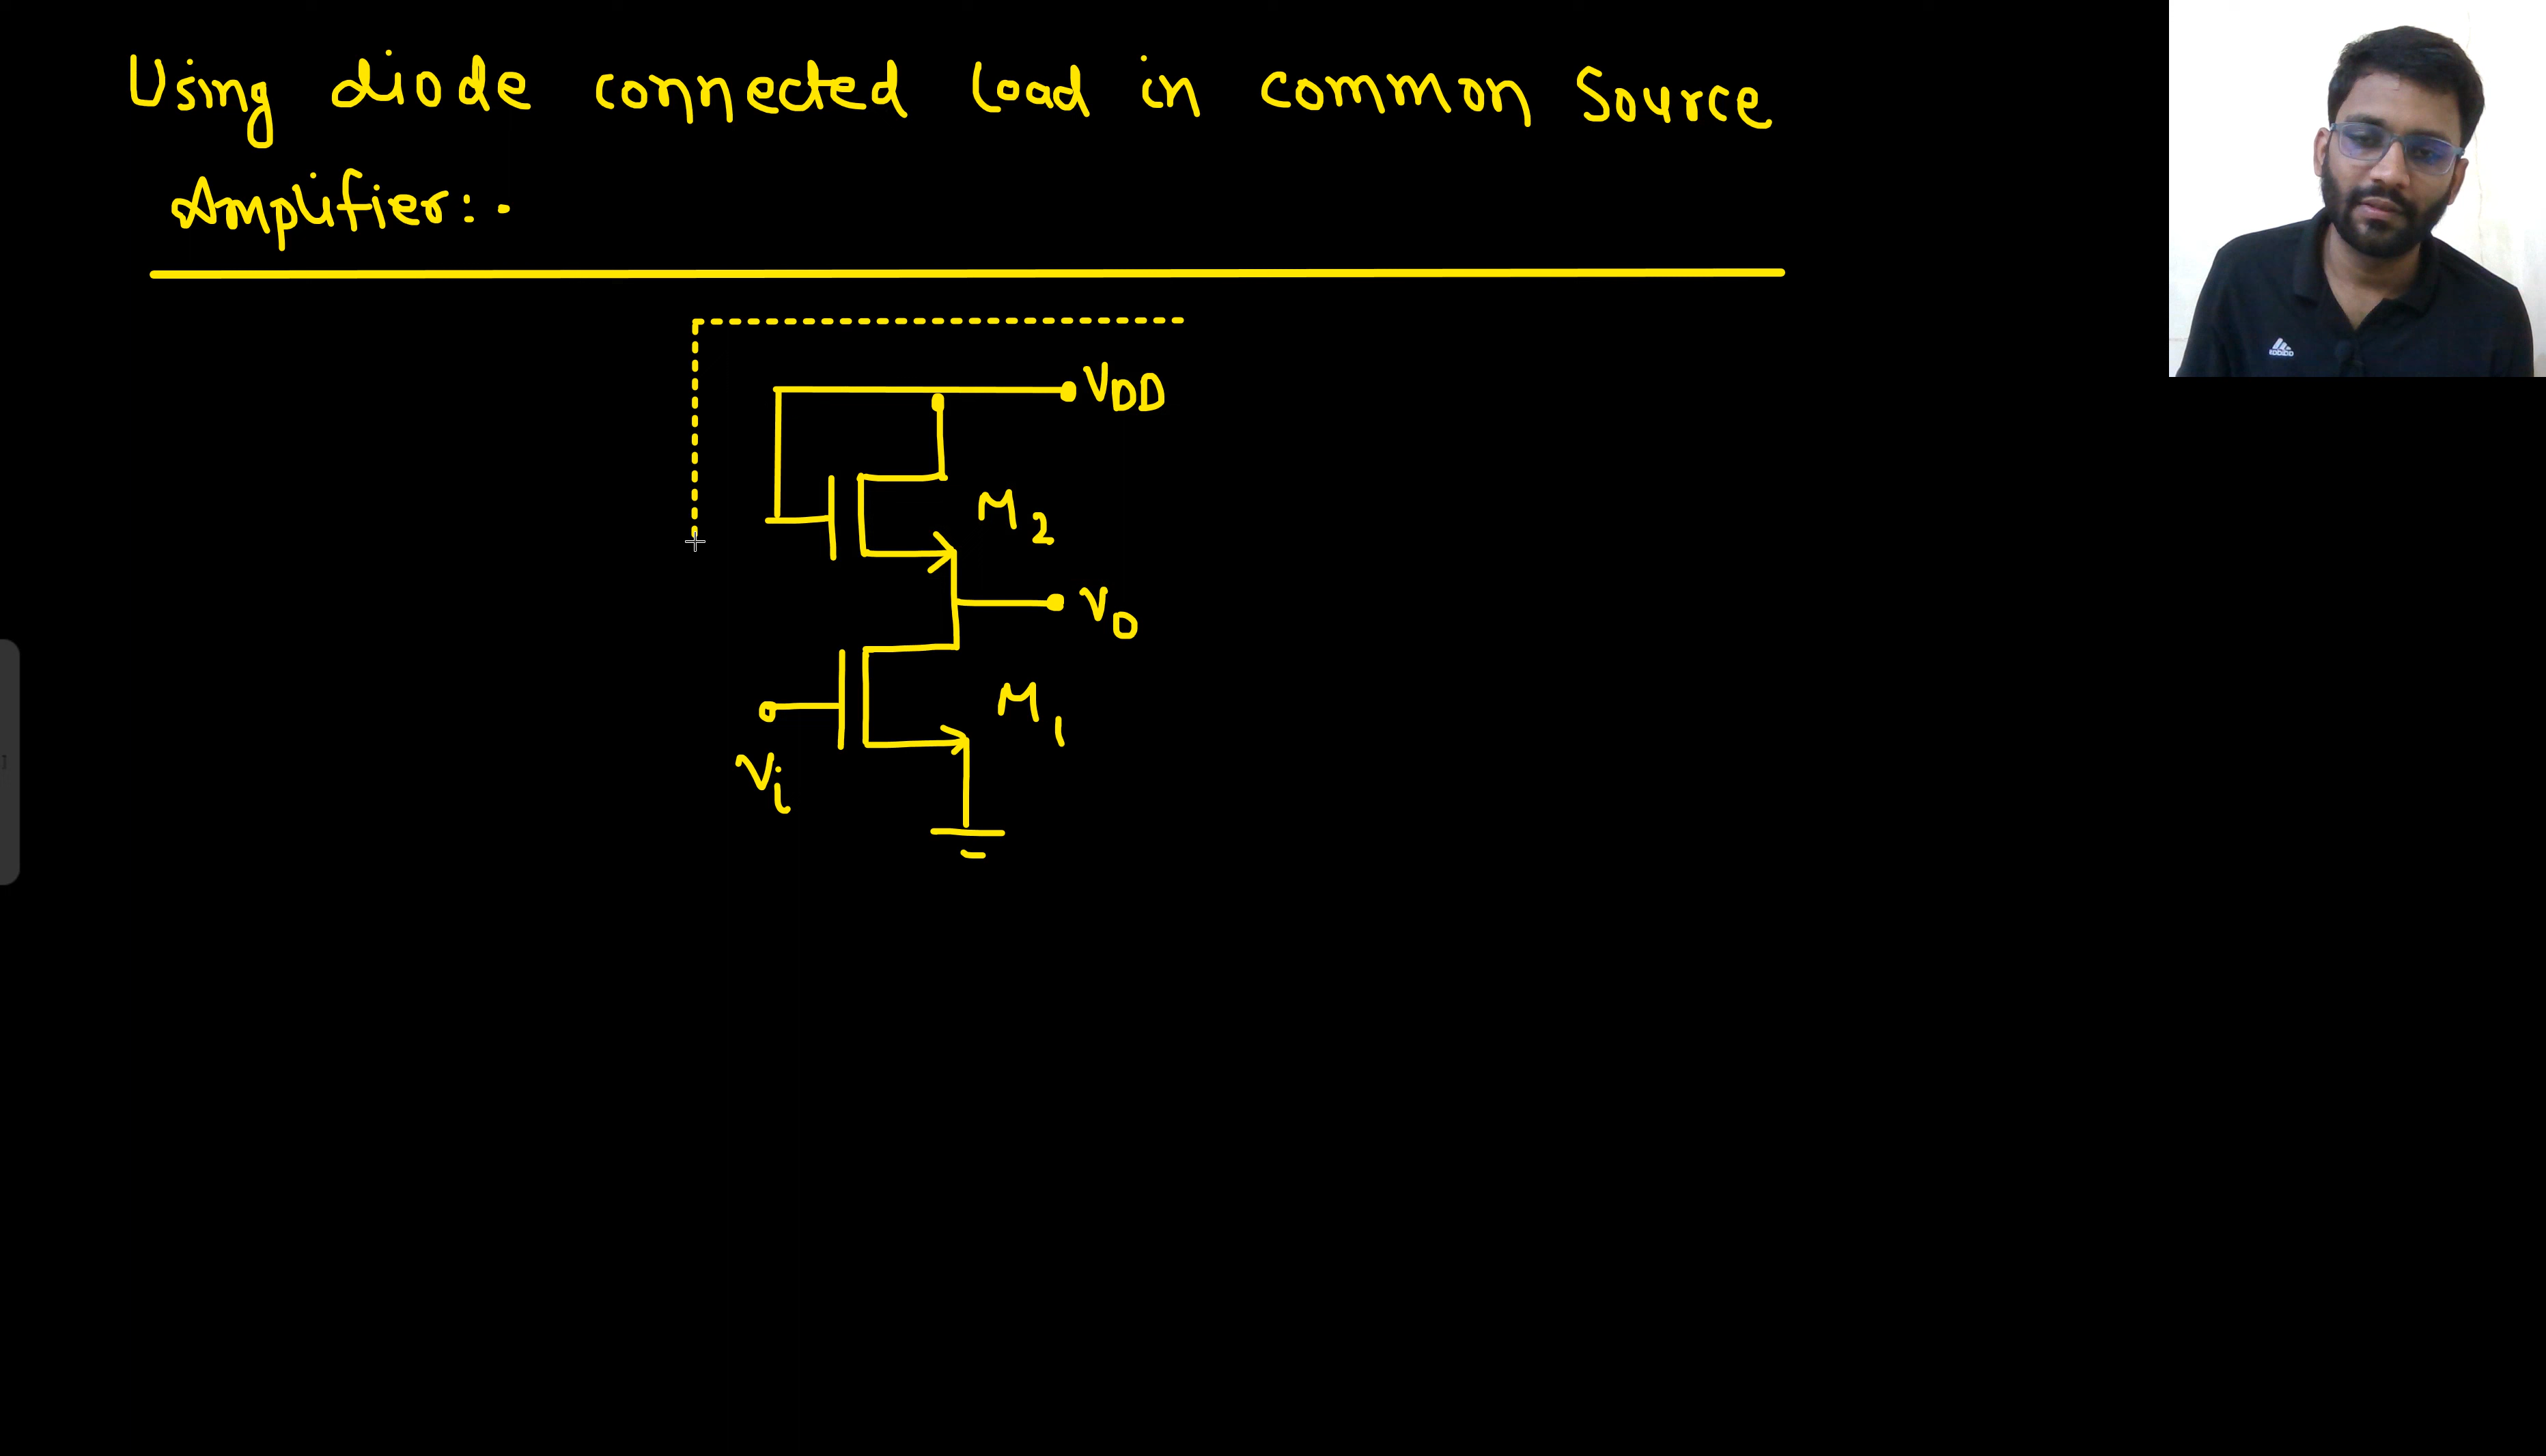 Using diode connected load in common source
Amplifier:-
VDD
M2
Vo
M1
Vi